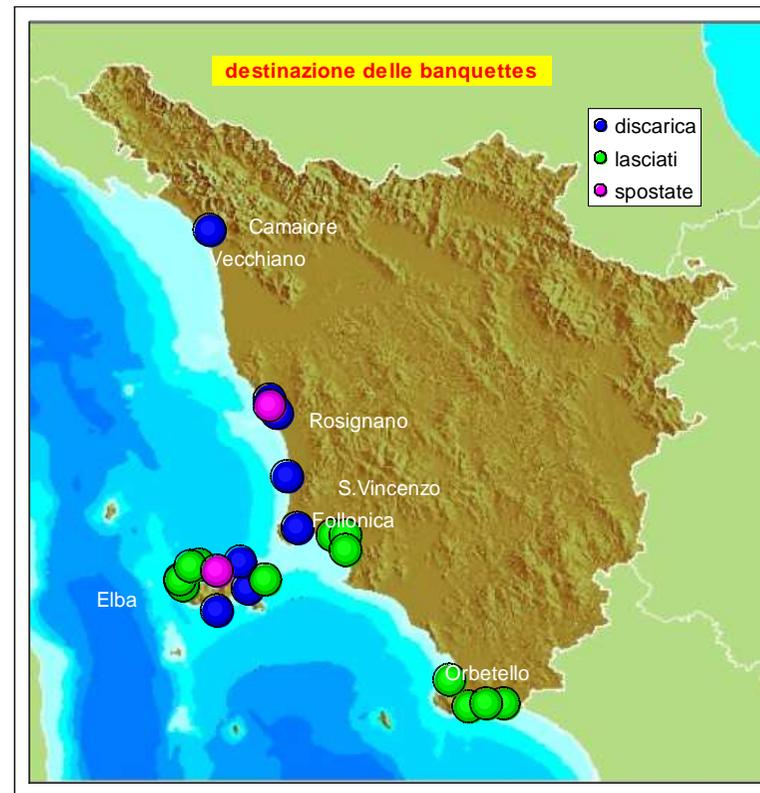 destinazione delle banquettes
discarica
lasciati
spostate
Camaiore
Vecchiano
Rosignano
S.Vincenzo
Follonica
Elba
Orbetello